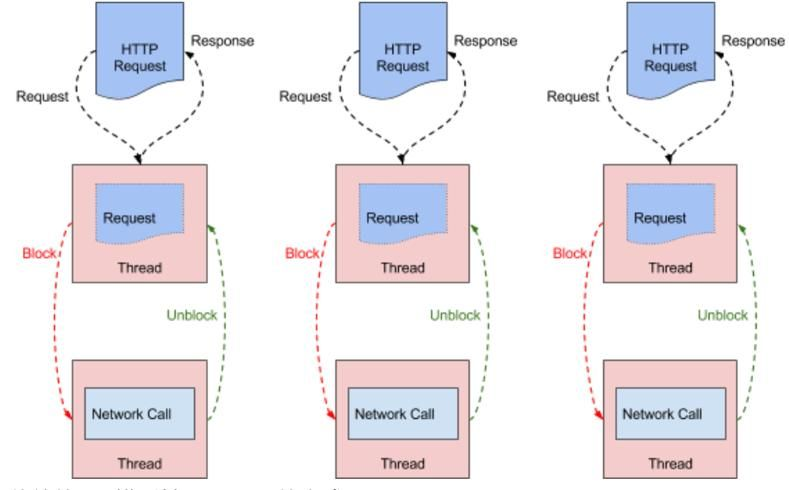 HTTP
Request
Response
Request
Request
Thread
Block
Unblock
Network Call
Thread
HTTP
Request
Response
Request
Request
Thread
Block
Unblock
Network Call
Thread
HTTP
Request
Response
Request
Request
Thread
Block
Unblock
Network Call
Thread